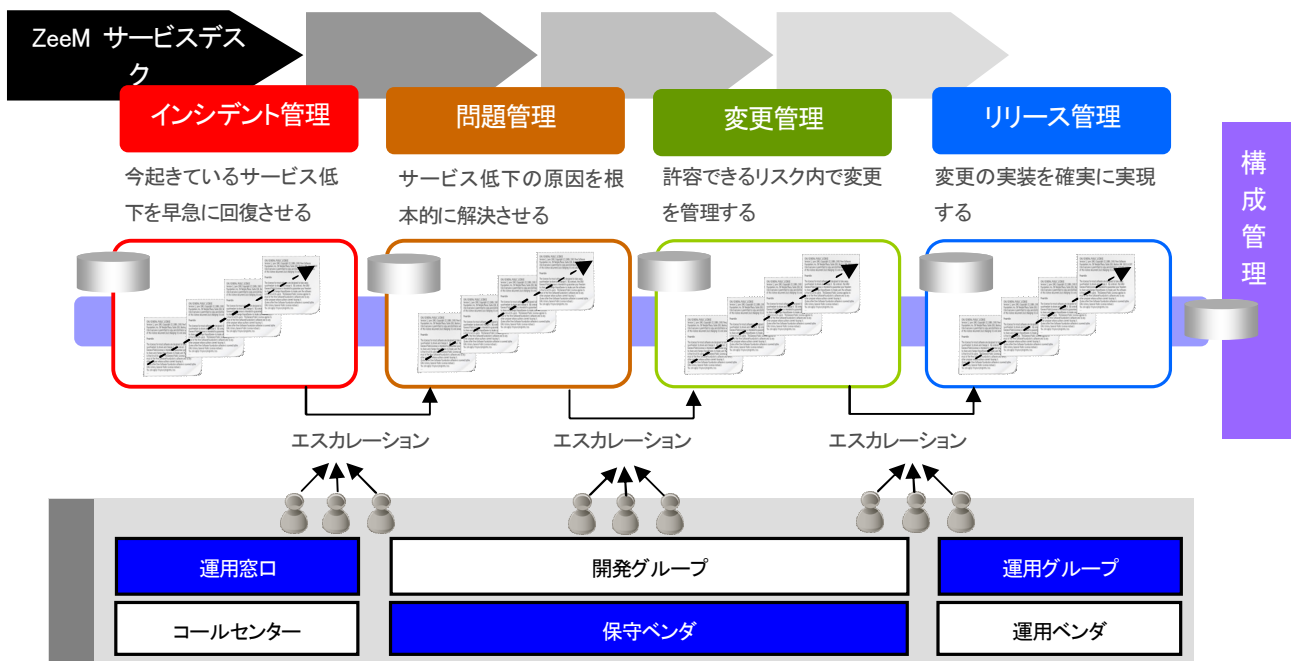 ZeeM サービスデス
ク
インシデント管理
問題管理
変更管理
リリース管理
今起きているサービス低
下を早急に回復させる
サービス低下の原因を根
本的に解決させる
許容できるリスク内で変更
を管理する
変更の実装を確実に実現
する
構
成
管
理
エスカレーション
エスカレーション
エスカレーション
運用窓口
開発グループ
運用グループ
コールセンター
保守ベンダ
運用ベンダ